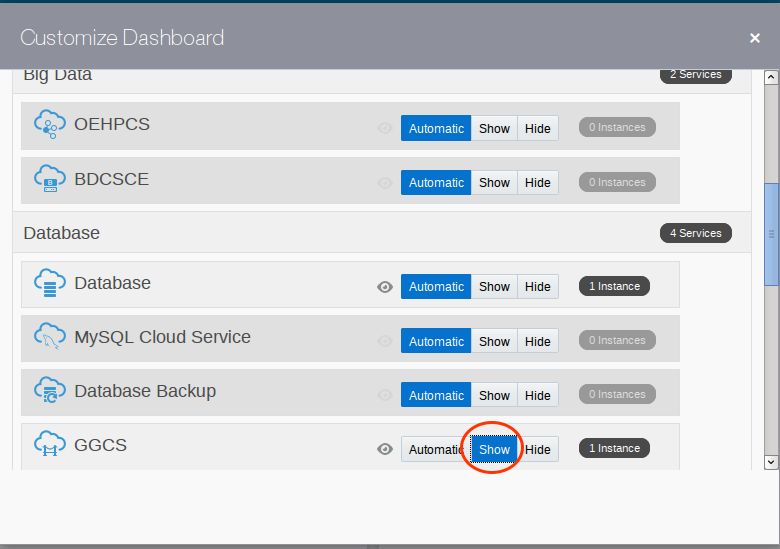 Customize Dashboard ×
Big Data 2 Services
OEHPCS Automatic Show Hide 0 Instances
BDCSCE Automatic Show Hide 0 Instances
Database 4 Services
Database Automatic Show Hide 1 Instance
MySQL Cloud Service Automatic Show Hide 0 Instances
Database Backup Automatic Show Hide 0 Instances
GGCS Automatic Show Hide 1 Instance